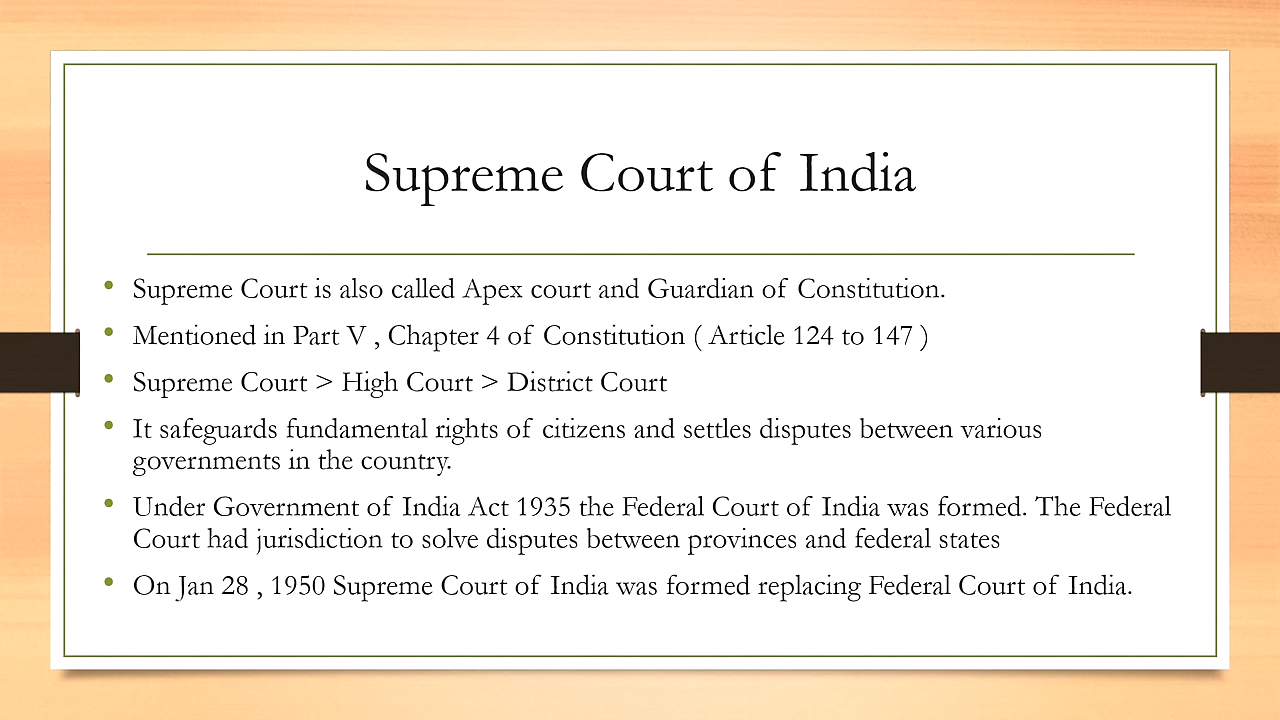 Supreme Court of India
• Supreme Court is also called Apex court and Guardian of Constitution.
• Mentioned in Part V , Chapter 4 of Constitution ( Article 124 to 147 )
• Supreme Court > High Court > District Court
• It safeguards fundamental rights of citizens and settles disputes between various
governments in the country.
• Under Government of India Act 1935 the Federal Court of India was formed. The Federal
Court had jurisdiction to solve disputes between provinces and federal states
• On Jan 28 , 1950 Supreme Court of India was formed replacing Federal Court of India.